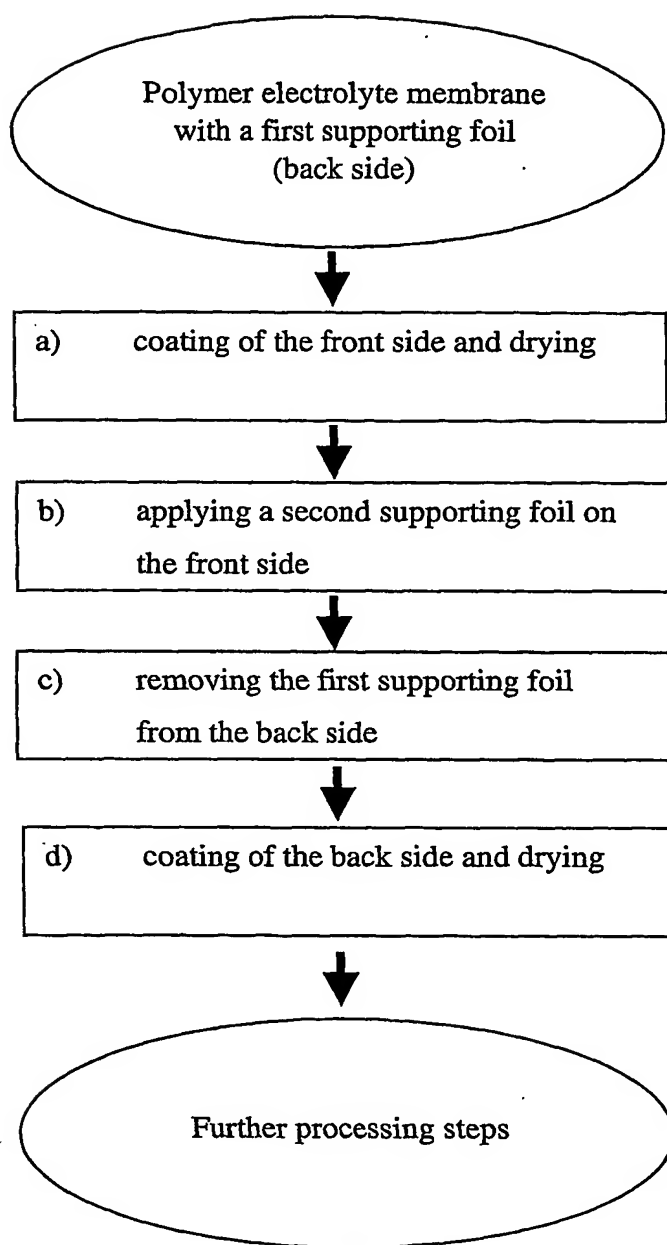 Polymer electrolyte membrane
with a first supporting foil
(back side)
a) coating of the front side and drying
b) applying a second supporting foil on
the front side
c) removing the first supporting foil
from the back side
d) coating of the back side and drying
Further processing steps